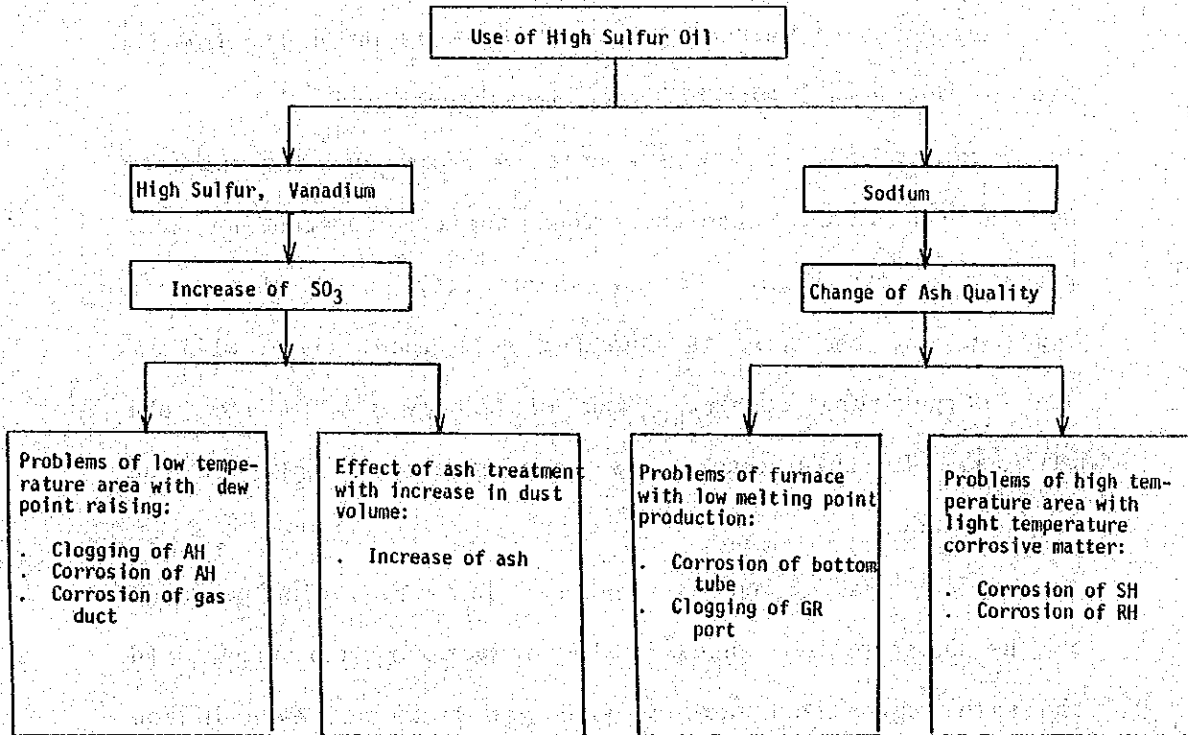 Use of High Sulfur Oil
High Sulfur, Vanadium
Sodium
Increase of SO3
Change of Ash Quality
Problems of low tempe-
rature area with dew
point raising:
. Clogging of AH
. Corrosion of AH
. Corrosion of gas
duct
Effect of ash treatment
with increase in dust
volume:
. Increase of ash
Problems of furnace
with low melting point
production:
. Corrosion of bottom
tube
. Clogging of GR
port
Problems of high tem-
perature area with
light temperature
corrosive matter:
. Corrosion of SH
. Corrosion of RH